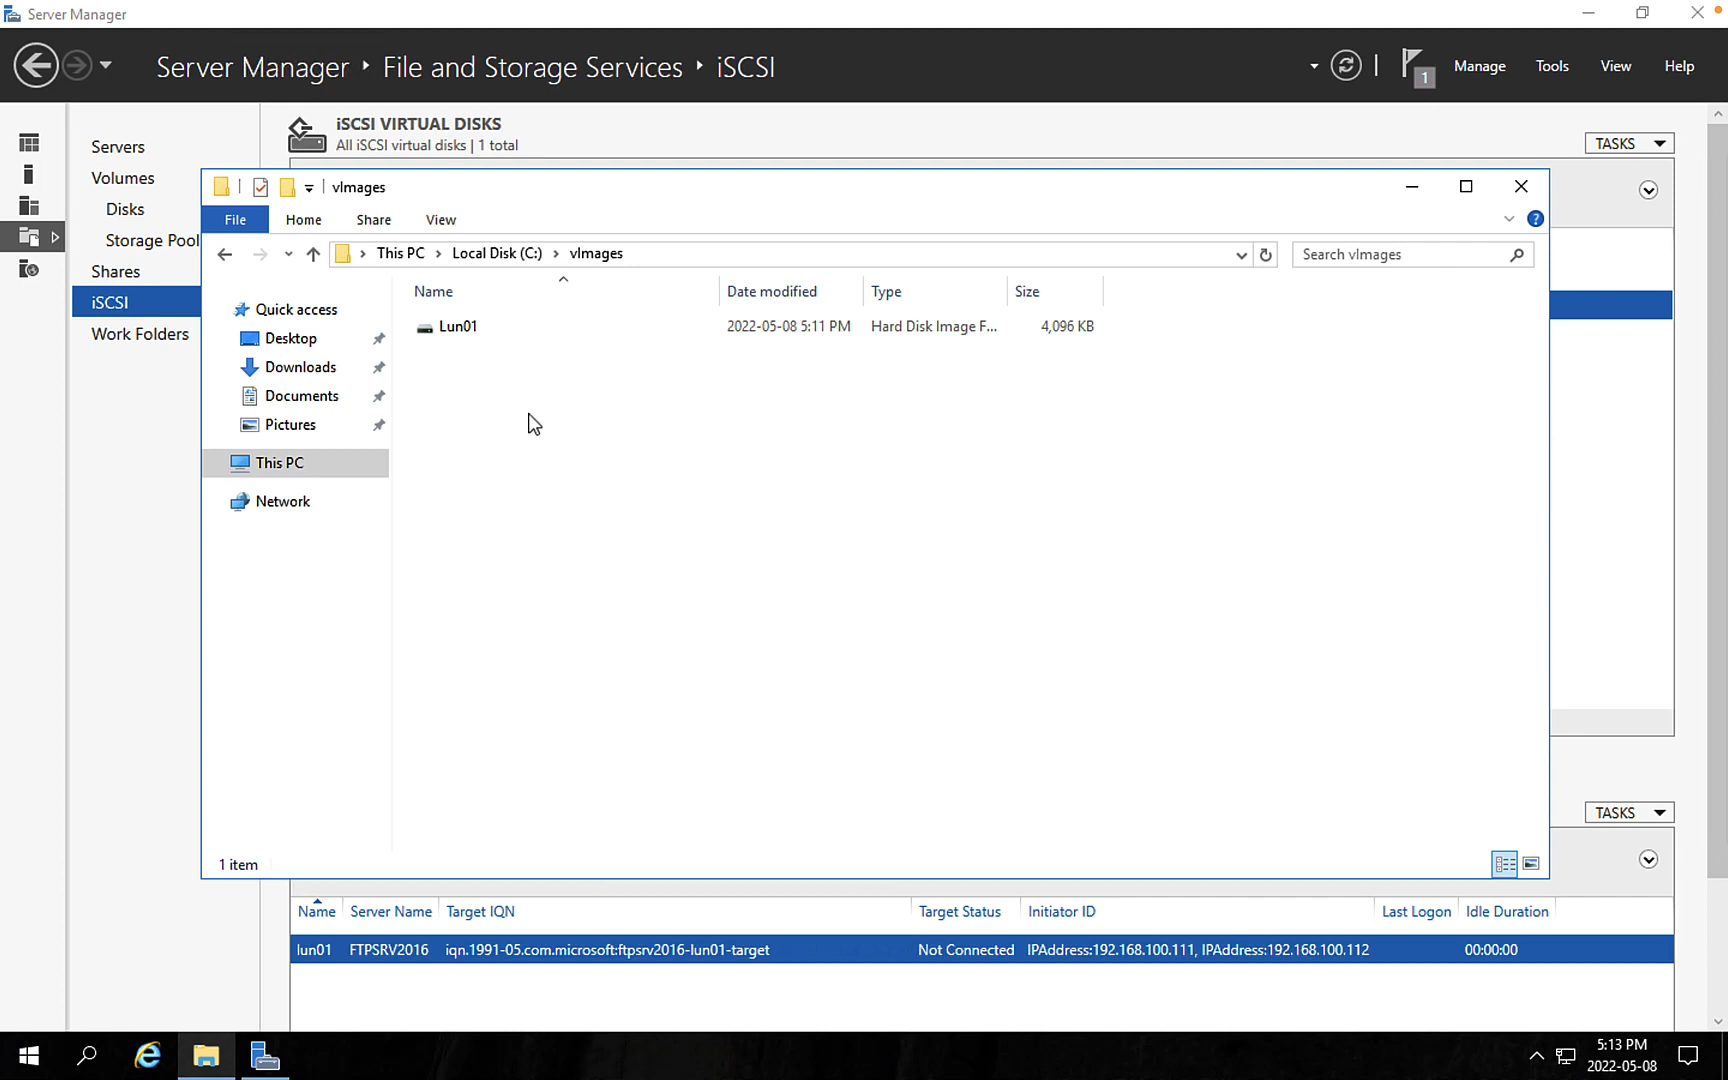 Server Manager
Server Manager ‣ File and Storage Services ‣ iSCSI
1
Manage
Tools
View
Help
Servers
Volumes
Disks
Storage Pool
Shares
iSCSI
Work Folders
iSCSI VIRTUAL DISKS
All iSCSI virtual disks | 1 total
TASKS
vImages
File
Home
Share
View
This PC
Local Disk (C:)
vImages
Search vImages
Quick access
Desktop
Downloads
Documents
Pictures
This PC
Network
Name
Date modified
Type
Size
Lun01
2022-05-08 5:11 PM
Hard Disk Image F...
4,096 KB
1 item
TASKS
Name
Server Name
Target IQN
Target Status
Initiator ID
Last Logon
Idle Duration
lun01
FTPSRV2016
iqn.1991-05.com.microsoft:ftpsrv2016-lun01-target
Not Connected
IPAddress:192.168.100.111, IPAddress:192.168.100.112
00:00:00
5:13 PM
2022-05-08